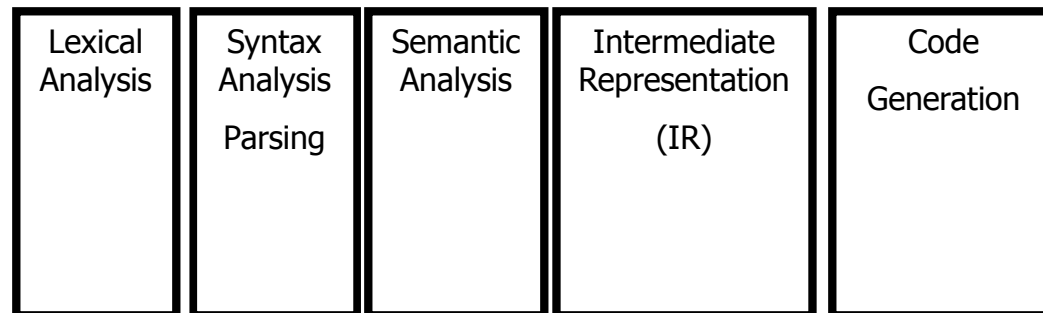 Lexical
Analysis
Syntax
Analysis
Parsing
Semantic
Analysis
Intermediate
Representation
(IR)
Code
Generation